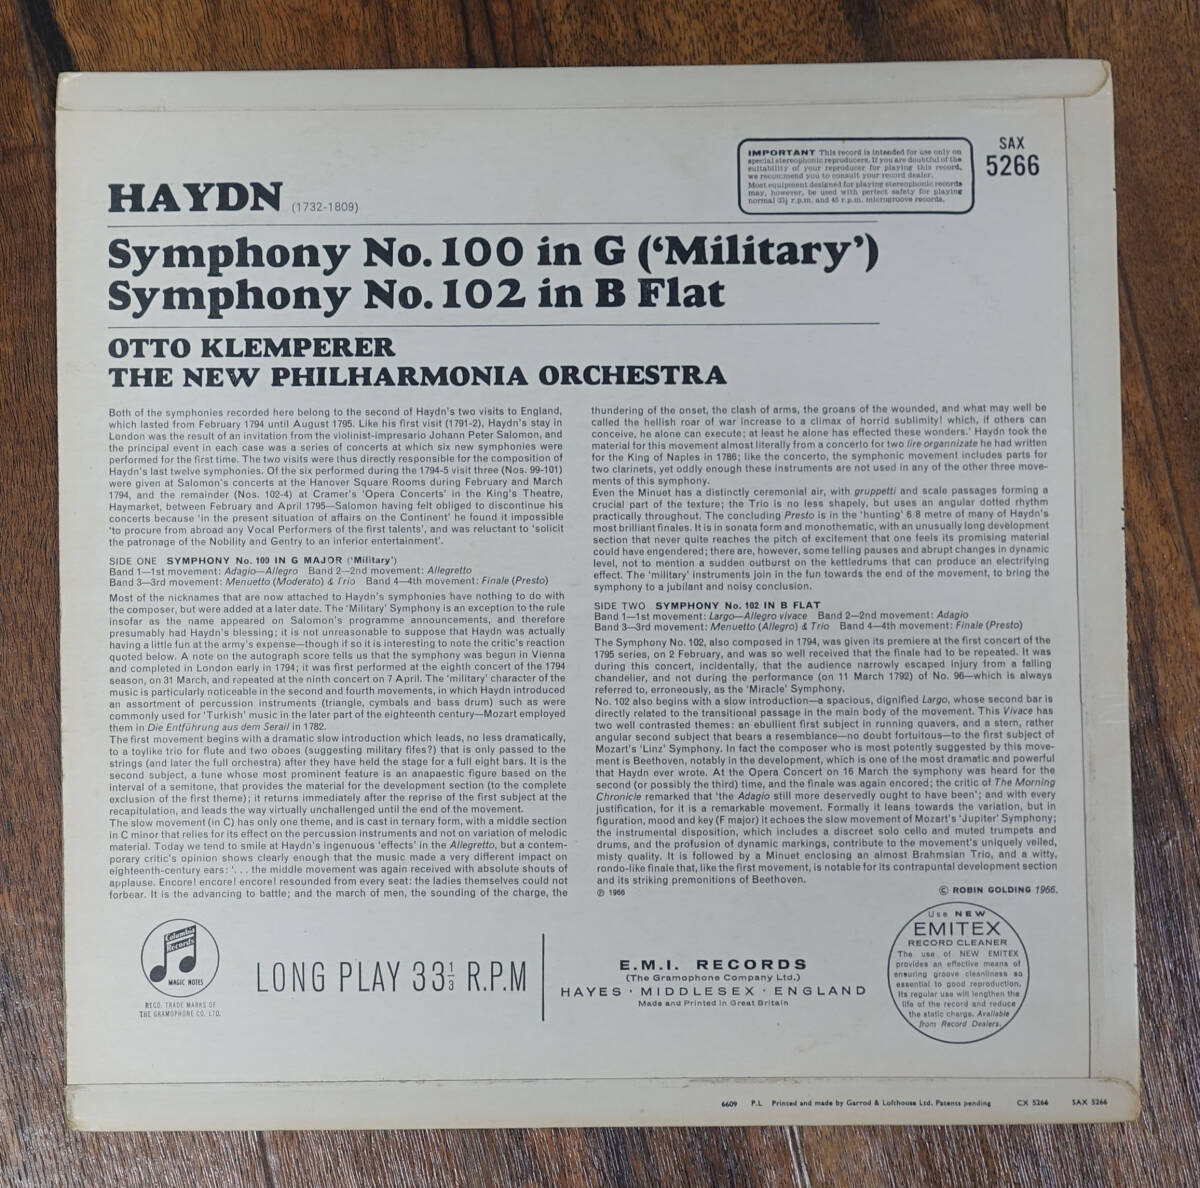 IMPORTANT This record is intended for use only on
special stereophonic reproducers. If you are doubtful of the
suitability of your reproducer for playing this record,
we recommend you to consult your record dealer.
Most equipment designed for playing stereophonic records
may, however, be used with perfect safety for playing
normal 33⅓ r.p.m. and 45 r.p.m. microgroove records.
SAX
5266
HAYDN (1732-1809)
Symphony No. 100 in G (‘Military’)
Symphony No. 102 in B Flat
OTTO KLEMPERER
THE NEW PHILHARMONIA ORCHESTRA
Both of the symphonies recorded here belong to the second of Haydn's two visits to England,
which lasted from February 1794 until August 1795. Like his first visit (1791-2), Haydn's stay in
London was the result of an invitation from the violinist-impresario Johann Peter Salomon, and
the principal event in each case was a series of concerts at which six new symphonies were
performed for the first time. The two visits were thus directly responsible for the composition of
Haydn's last twelve symphonies. Of the six performed during the 1794-5 visit three (Nos. 99-101)
were given at Salomon's concerts at the Hanover Square Rooms during February and March
1794, and the remainder (Nos. 102-4) at Cramer's 'Opera Concerts' in the King's Theatre,
Haymarket, between February and April 1795—Salomon having felt obliged to discontinue his
concerts because 'in the present situation of affairs on the Continent' he found it impossible
'to procure from abroad any Vocal Performers of the first talents', and was reluctant to 'solicit
the patronage of the Nobility and Gentry to an inferior entertainment'.
SIDE ONE SYMPHONY No. 100 IN G MAJOR ('Military')
Band 1—1st movement: Adagio—Allegro Band 2—2nd movement: Allegretto
Band 3—3rd movement: Menuetto (Moderato) & Trio Band 4—4th movement: Finale (Presto)
Most of the nicknames that are now attached to Haydn's symphonies have nothing to do with
the composer, but were added at a later date. The 'Military' Symphony is an exception to the rule
insofar as the name appeared on Salomon's programme announcements, and therefore
presumably had Haydn's blessing; it is not unreasonable to suppose that Haydn was actually
having a little fun at the army's expense—though if so it is interesting to note the critic's reaction
quoted below. A note on the autograph score tells us that the symphony was begun in Vienna
and completed in London early in 1794; it was first performed at the eighth concert of the 1794
season, on 31 March, and repeated at the ninth concert on 7 April. The 'military' character of the
music is particularly noticeable in the second and fourth movements, in which Haydn introduced
an assortment of percussion instruments (triangle, cymbals and bass drum) such as were
commonly used for 'Turkish' music in the later part of the eighteenth century—Mozart employed
them in Die Entführung aus dem Serail in 1782.
The first movement begins with a dramatic slow introduction which leads, no less dramatically,
to a toylike trio for flute and two oboes (suggesting military fifes?) that is only passed to the
strings (and later the full orchestra) after they have held the stage for a full eight bars. It is the
second subject, a tune whose most prominent feature is an anapaestic figure based on the
interval of a semitone, that provides the material for the development section (to the complete
exclusion of the first theme); it returns immediately after the reprise of the first subject at the
recapitulation, and leads the way virtually unchallenged until the end of the movement.
The slow movement (in C) has only one theme, and is cast in ternary form, with a middle section
in C minor that relies for its effect on the percussion instruments and not on variation of melodic
material. Today we tend to smile at Haydn's ingenuous 'effects' in the Allegretto, but a contem-
porary critic's opinion shows clearly enough that the music made a very different impact on
eighteenth-century ears: '. . . the middle movement was again received with absolute shouts of
applause. Encore! encore! encore! resounded from every seat: the ladies themselves could not
forbear. It is the advancing to battle; and the march of men, the sounding of the charge, the
thundering of the onset, the clash of arms, the groans of the wounded, and what may well be
called the hellish roar of war increase to a climax of horrid sublimity! which, if others can
conceive, he alone can execute; at least he alone has effected these wonders.' Haydn took the
material for this movement almost literally from a concerto for two lire organnizate he had written
for the King of Naples in 1786; like the concerto, the symphonic movement includes parts for
two clarinets, yet oddly enough these instruments are not used in any of the other three move-
ments of this symphony.
Even the Minuet has a distinctly ceremonial air, with gruppetti and scale passages forming a
crucial part of the texture; the Trio is no less shapely, but uses an angular dotted rhythm
practically throughout. The concluding Presto is in the 'hunting' 6/8 metre of many of Haydn's
most brilliant finales. It is in sonata form and monothematic, with an unusually long development
section that never quite reaches the pitch of excitement that one feels its promising material
could have engendered; there are, however, some telling pauses and abrupt changes in dynamic
level, not to mention a sudden outburst on the kettledrums that can produce an electrifying
effect. The 'military' instruments join in the fun towards the end of the movement, to bring the
symphony to a jubilant and noisy conclusion.
SIDE TWO SYMPHONY No. 102 IN B FLAT
Band 1—1st movement: Largo—Allegro vivace Band 2—2nd movement: Adagio
Band 3—3rd movement: Menuetto (Allegro) & Trio Band 4—4th movement: Finale (Presto)
The Symphony No. 102, also composed in 1794, was given its premiere at the first concert of the
1795 series, on 2 February, and was so well received that the finale had to be repeated. It was
during this concert, incidentally, that the audience narrowly escaped injury from a falling
chandelier, and not during the performance (on 11 March 1792) of No. 96—which is always
referred to, erroneously, as the 'Miracle' Symphony.
No. 102 also begins with a slow introduction—a spacious, dignified Largo, whose second bar is
directly related to the transitional passage in the main body of the movement. This Vivace has
two well contrasted themes: an ebullient first subject in running quavers, and a stern, rather
angular second subject that bears a resemblance—no doubt fortuitous—to the first subject of
Mozart's 'Linz' Symphony. In fact the composer who is most potently suggested by this move-
ment is Beethoven, notably in the development, which is one of the most dramatic and powerful
that Haydn ever wrote. At the Opera Concert on 16 March the symphony was heard for the
second (or possibly the third) time, and the finale was again encored; the critic of The Morning
Chronicle remarked that 'the Adagio still more deservedly ought to have been'; and with every
justification, for it is a remarkable movement. Formally it leans towards the variation, but in
figuration, mood and key (F major) it echoes the slow movement of Mozart's 'Jupiter' Symphony;
the instrumental disposition, which includes a discreet solo cello and muted trumpets and
drums, and the profusion of dynamic markings, contribute to the movement's uniquely veiled,
misty quality. It is followed by a Minuet enclosing an almost Brahmsian Trio, and a witty,
rondo-like finale that, like the first movement, is notable for its contrapuntal development section
and its striking premonitions of Beethoven.
℗ 1966
© ROBIN GOLDING 1966.
Columbia
Records
MAGIC NOTES
REGD. TRADE MARKS OF
THE GRAMOPHONE CO. LTD.
LONG PLAY 33⅓ R.P.M
E.M.I. RECORDS
(The Gramophone Company Ltd.)
HAYES · MIDDLESEX · ENGLAND
Made and Printed in Great Britain
Use NEW
EMITEX
RECORD CLEANER
The use of NEW EMITEX
provides an effective means of
ensuring groove cleanliness so
essential to good reproduction.
Its regular use will lengthen the
life of the record and reduce
the static charge. Available
from Record Dealers.
6609 P.L Printed and made by Garrod & Lofthouse Ltd. Patents pending CX 5266 SAX 5266